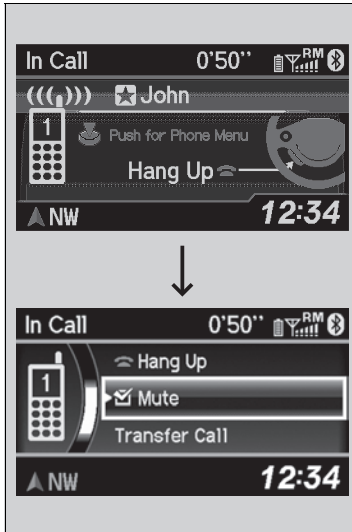 In Call 0'50'' RM
John
1
Push for Phone Menu
Hang Up
NW 12:34
In Call 0'50'' RM
Hang Up
1
Mute
Transfer Call
NW 12:34